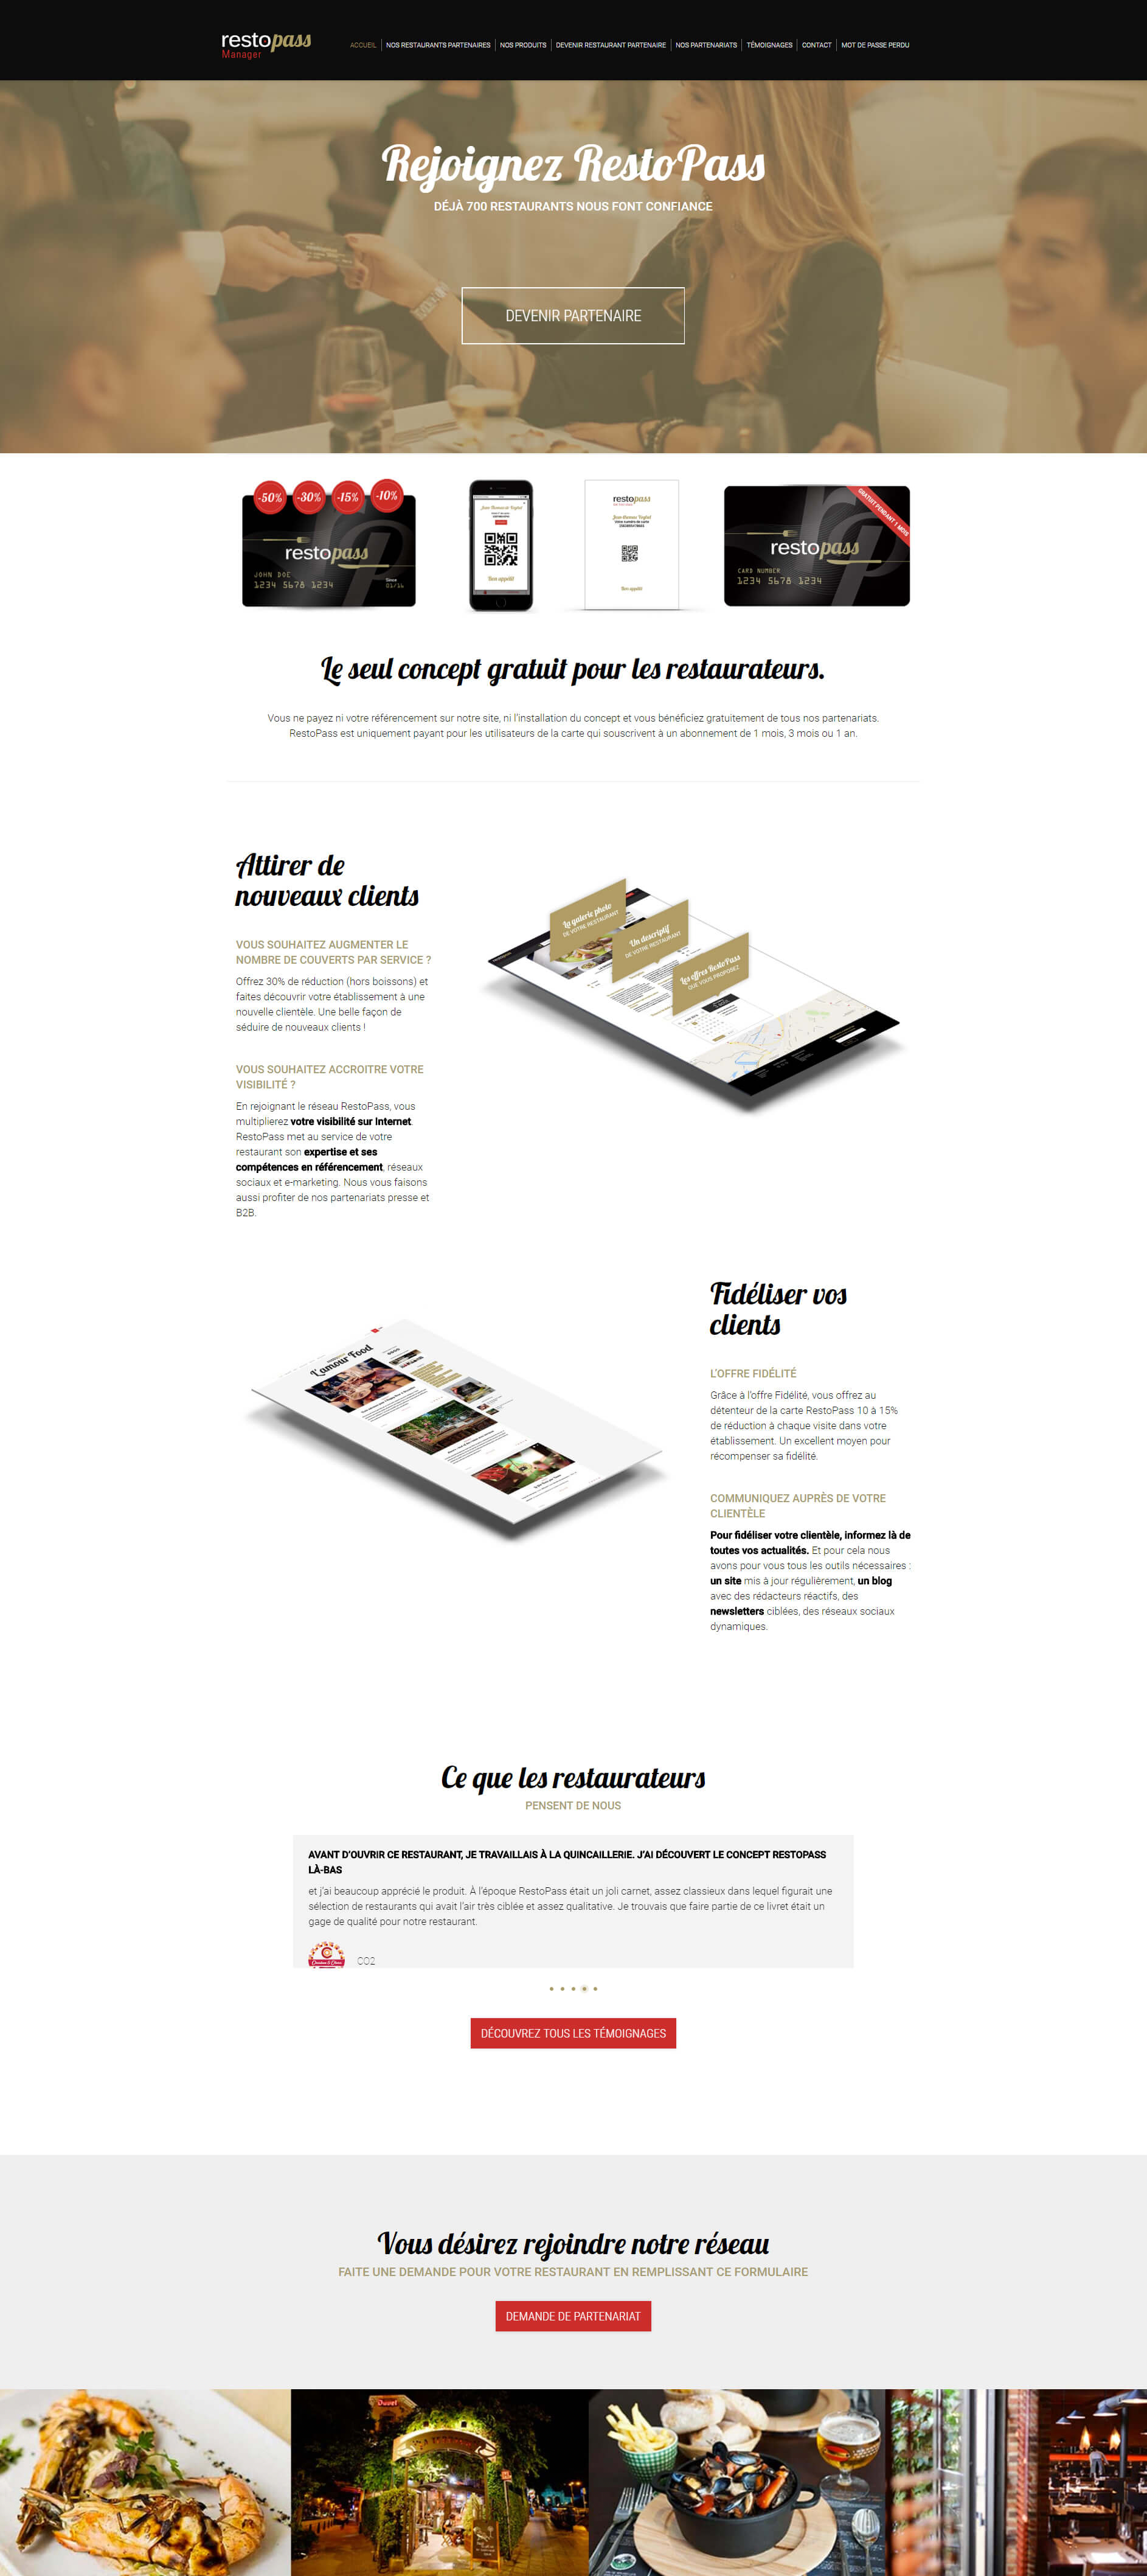 restopass
Manager
ACCUEIL
NOS RESTAURANTS PARTENAIRES
NOS PRODUITS
DEVENIR RESTAURANT PARTENAIRE
NOS PARTENARIATS
TÉMOIGNAGES
CONTACT
MOT DE PASSE PERDU
Rejoignez RestoPass
DÉJÀ 700 RESTAURANTS NOUS FONT CONFIANCE
DEVENIR PARTENAIRE
-50% -30% -15% -10%
restopass
JOHN DOE
1234 5678 1234
Since
01/16
Bon appétit
restopass
Bon appétit
GRATUIT PENDANT 1 MOIS
restopass
CARD NUMBER
1234 5678 1234
Le seul concept gratuit pour les restaurateurs.
Vous ne payez ni votre référencement sur notre site, ni l'installation du concept et vous bénéficiez gratuitement de tous nos partenariats.
RestoPass est uniquement payant pour les utilisateurs de la carte qui souscrivent à un abonnement de 1 mois, 3 mois ou 1 an.
Attirer de
nouveaux clients
VOUS SOUHAITEZ AUGMENTER LE
NOMBRE DE COUVERTS PAR SERVICE ?
Offrez 30% de réduction (hors boissons) et
faites découvrir votre établissement à une
nouvelle clientèle. Une belle façon de
séduire de nouveaux clients !
VOUS SOUHAITEZ ACCROITRE VOTRE
VISIBILITÉ ?
En rejoignant le réseau RestoPass, vous
multiplierez votre visibilité sur Internet.
RestoPass met au service de votre
restaurant son expertise et ses
compétences en référencement, réseaux
sociaux et e-marketing. Nous vous faisons
aussi profiter de nos partenariats presse et
B2B.
La galerie photo
DE VOTRE RESTAURANT
Un descriptif
DE VOTRE RESTAURANT
Les offres RestoPass
QUE VOUS PROPOSEZ
L'amour Food
Fidéliser vos
clients
L'OFFRE FIDÉLITÉ
Grâce à l'offre Fidélité, vous offrez au
détenteur de la carte RestoPass 10 à 15%
de réduction à chaque visite dans votre
établissement. Un excellent moyen pour
récompenser sa fidélité.
COMMUNIQUEZ AUPRÈS DE VOTRE
CLIENTÈLE
Pour fidéliser votre clientèle, informez là de
toutes vos actualités. Et pour cela nous
avons pour vous tous les outils nécessaires :
un site mis à jour régulièrement, un blog
avec des rédacteurs réactifs, des
newsletters ciblées, des réseaux sociaux
dynamiques.
Ce que les restaurateurs
PENSENT DE NOUS
AVANT D'OUVRIR CE RESTAURANT, JE TRAVAILLAIS À LA QUINCAILLERIE. J'AI DÉCOUVERT LE CONCEPT RESTOPASS
LÀ-BAS
et j'ai beaucoup apprécié le produit. À l'époque RestoPass était un joli carnet, assez classieux dans lequel figurait une
sélection de restaurants qui avait l'air très ciblée et assez qualitative. Je trouvais que faire partie de ce livret était un
gage de qualité pour notre restaurant.
CO2
DÉCOUVREZ TOUS LES TÉMOIGNAGES
Vous désirez rejoindre notre réseau
FAITE UNE DEMANDE POUR VOTRE RESTAURANT EN REMPLISSANT CE FORMULAIRE
DEMANDE DE PARTENARIAT
Duvel